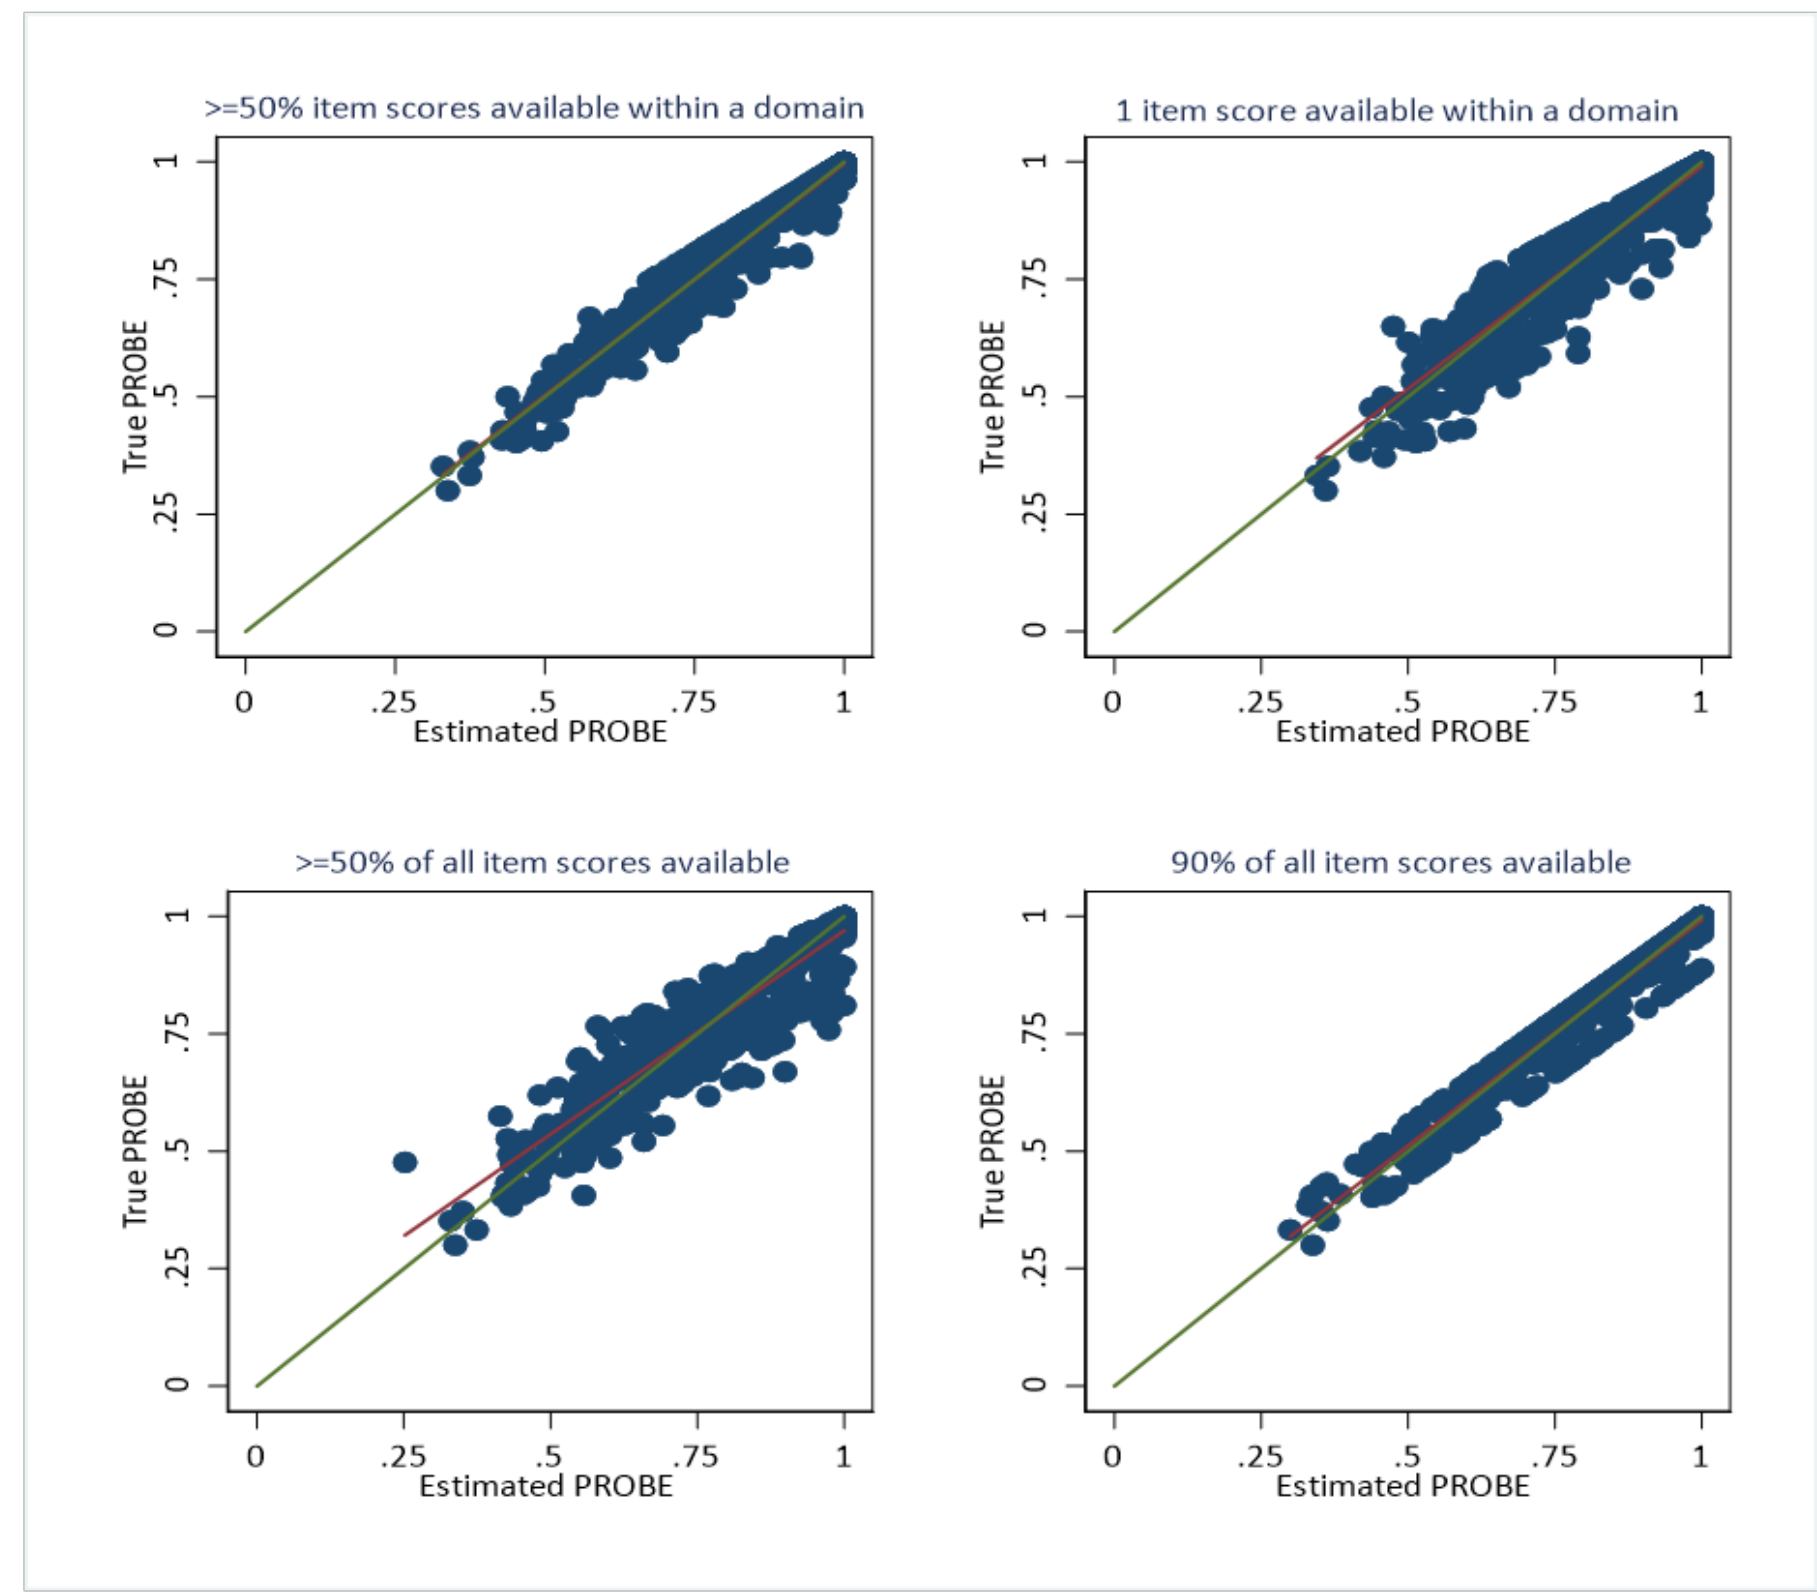 >=50% item scores available within a domain
1
.75
.5
.25
0
True PROBE
0 .25 .5 .75 1
Estimated PROBE
1 item score available within a domain
1
.75
.5
.25
0
True PROBE
0 .25 .5 .75 1
Estimated PROBE
>=50% of all item scores available
1
.75
.5
.25
0
True PROBE
0 .25 .5 .75 1
Estimated PROBE
90% of all item scores available
1
.75
.5
.25
0
True PROBE
0 .25 .5 .75 1
Estimated PROBE